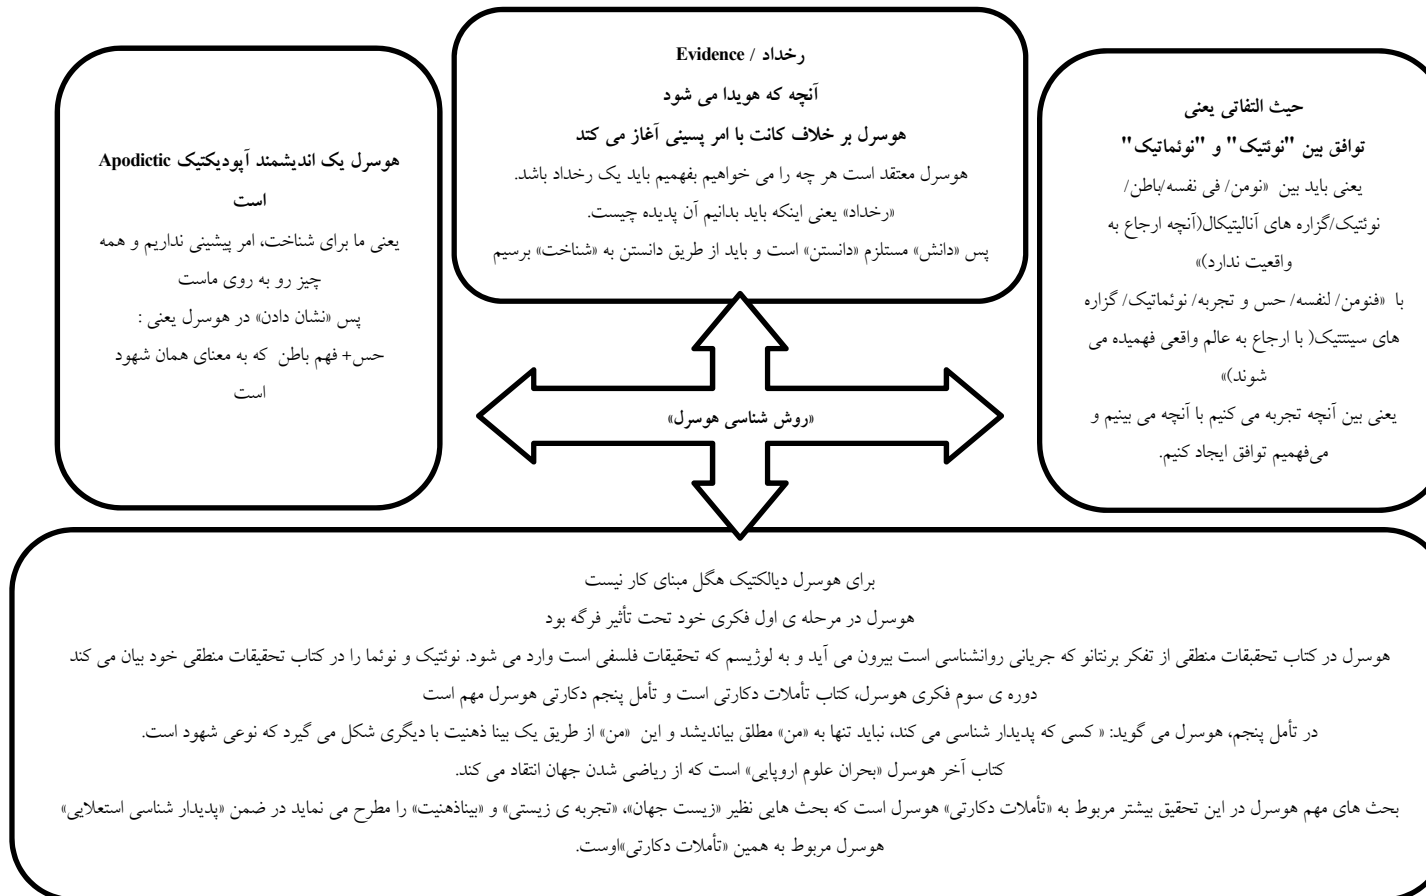 رخداد / Evidence
آنچه که هویدا می شود
هوسرل بر خلاف کانت با امر پسینی آغاز می کتد
هوسرل معتقد است هر چه را می خواهیم بفهمیم باید یک رخداد باشد.
«رخداد» یعنی اینکه باید بدانیم آن پدیده چیست.
پس «دانش» مستلزم «دانستن» است و باید از طریق دانستن به «شناخت» برسیم
حیث التفاتی یعنی
توافق بین "نوئتیک" و "نوئماتیک"
یعنی باید بین «نومن/ فی نفسه/باطن/
نوئتیک/گزاره های آنالیتیکال(آنچه ارجاع به
واقعیت ندارد)»
با «فنومن/ لنفسه/ حس و تجربه/ نوئماتیک/ گزاره
های سینتتیک( با ارجاع به عالم واقعی فهمیده می
شوند)»
یعنی بین آنچه تجربه می کنیم با آنچه می بینیم و
می‌فهمیم توافق ایجاد کنیم.
هوسرل یک اندیشمند آپودیکتیک Apodictic
است
یعنی ما برای شناخت، امر پیشینی نداریم و همه
چیز رو به روی ماست
پس «نشان دادن» در هوسرل یعنی :
حس+ فهم باطن که به معنای همان شهود
است
«روش شناسی هوسرل»
برای هوسرل دیالکتیک هگل مبنای کار نیست
هوسرل در مرحله ی اول فکری خود تحت تأثیر فرگه بود
هوسرل در کتاب تحقبقات منطقی از تفکر برنتانو که جریانی روانشناسی است بیرون می آید و به لوژیسم که تحقیقات فلسفی است وارد می شود. نوئتیک و نوئما را در کتاب تحقیقات منطقی خود بیان می کند
دوره ی سوم فکری هوسرل، کتاب تأملات دکارتی است و تأمل پنجم دکارتی هوسرل مهم است
در تأمل پنجم، هوسرل می گوید: « کسی که پدیدار شناسی می کند، نباید تنها به «من» مطلق بیاندیشد و این «من» از طریق یک بینا ذهنیت با دیگری شکل می گیرد که نوعی شهود است.
کتاب آخر هوسرل «بحران علوم اروپایی» است که از ریاضی شدن جهان انتقاد می کند.
بحث های مهم هوسرل در این تحقیق بیشتر مربوط به «تأملات دکارتی» هوسرل است که بحث هایی نظیر «زیست جهان»، «تجربه ی زیستی» و «بیناذهنیت» را مطرح می نماید در ضمن «پدیدار شناسی استعلایی»
هوسرل مربوط به همین «تأملات دکارتی»اوست.